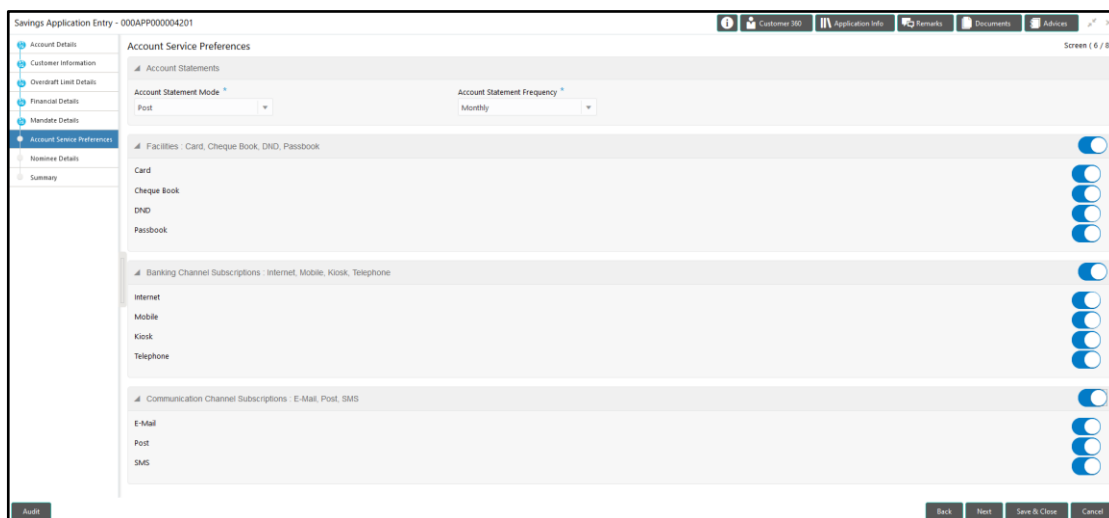 Savings Application Entry - 000APP000004201
Customer 360 Application Info Remarks Documents Advices
Account Details
Customer Information
Overdraft Limit Details
Financial Details
Mandate Details
Account Service Preferences
Nominee Details
Summary
Account Service Preferences Screen ( 6 / 8
Account Statements
Account Statement Mode * Account Statement Frequency *
Post Monthly
Facilities : Card, Cheque Book, DND, Passbook
Card
Cheque Book
DND
Passbook
Banking Channel Subscriptions : Internet, Mobile, Kiosk, Telephone
Internet
Mobile
Kiosk
Telephone
Communication Channel Subscriptions : E-Mail, Post, SMS
E-Mail
Post
SMS
Audit Back Next Save & Close Cancel